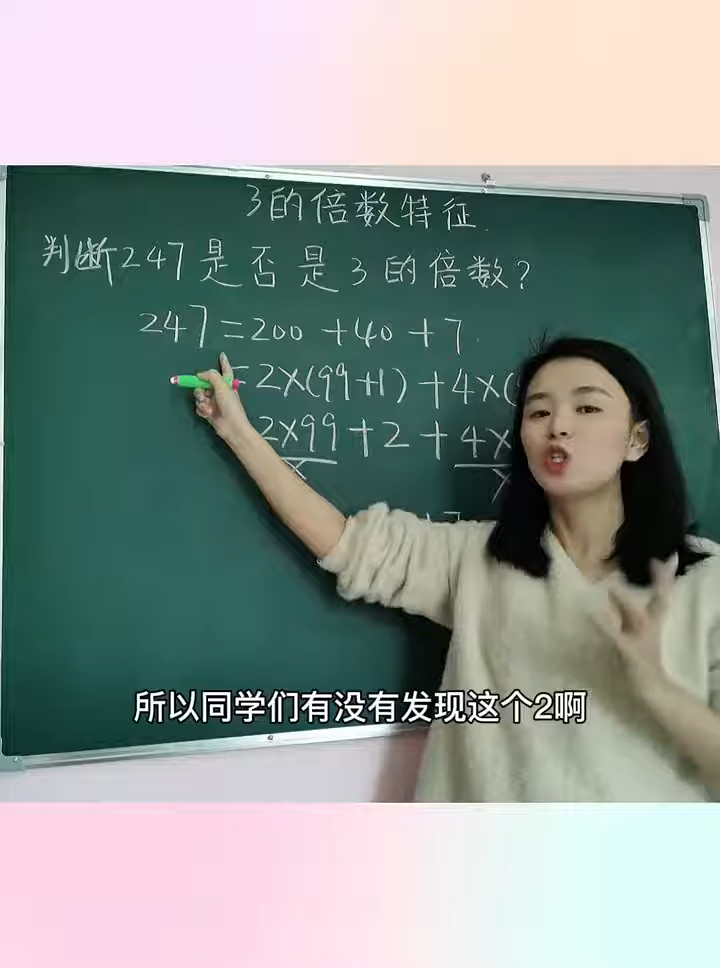 3的倍数特征.
判断247是否是3的倍数?
247=200+40+7.
=2×(99+1)+4×(
2×99+2+4×
所以同学们有没有发现这个2啊